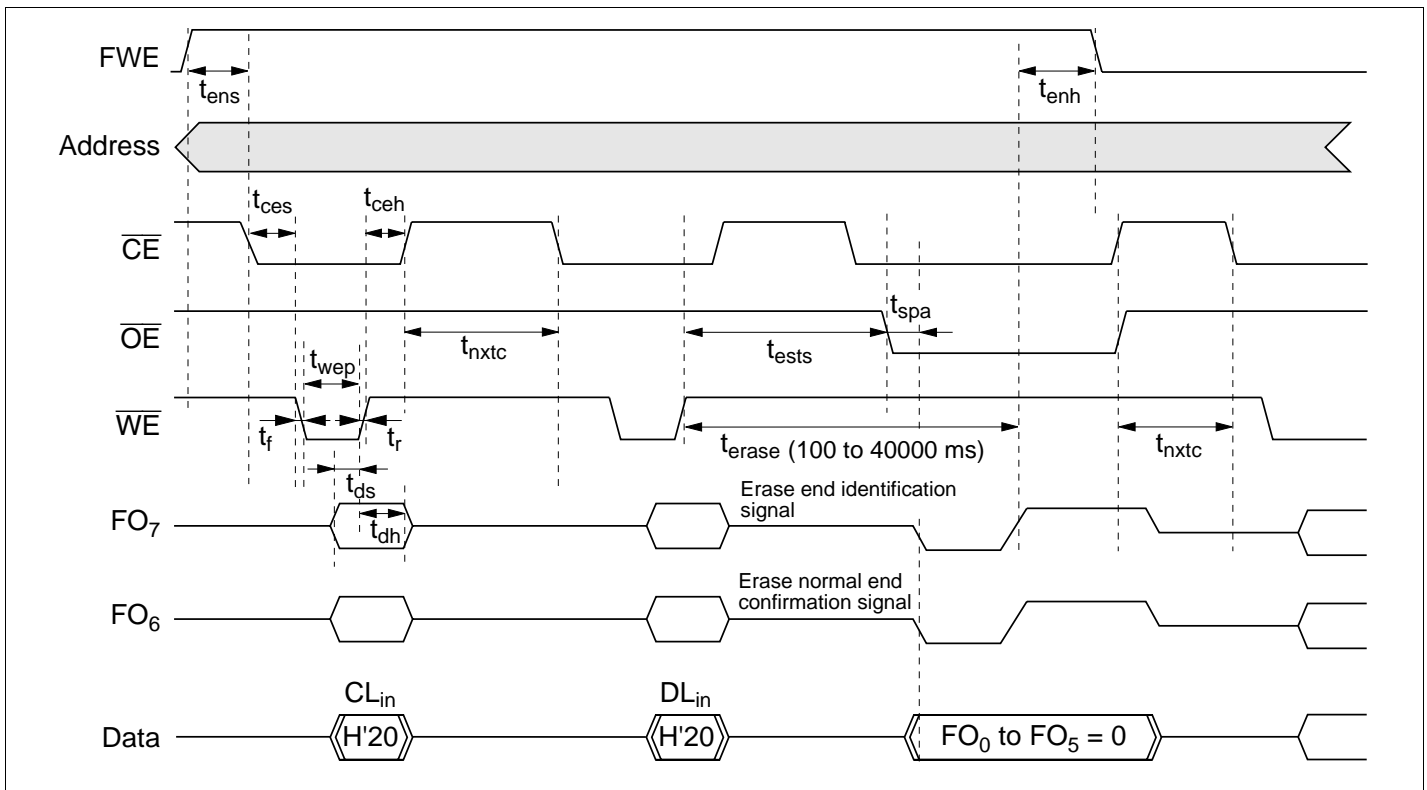 FWE
t_ens
t_enh
Address
t_ces
t_ceh
CE
OE
t_spa
t_nxtc
t_ests
t_wep
WE
t_f
t_r
t_erase (100 to 40000 ms)
t_nxtc
t_ds
Erase end identification
signal
FO7
t_dh
Erase normal end
confirmation signal
FO6
CL_in
DL_in
Data
H'20
H'20
FO0 to FO5 = 0